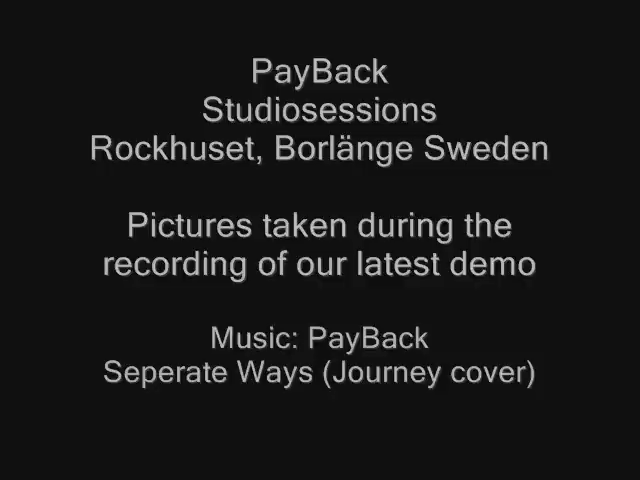 PayBack
Studiosessions
Rockhuset, Borlänge Sweden
Pictures taken during the
recording of our latest demo
Music: PayBack
Seperate Ways (Journey cover)